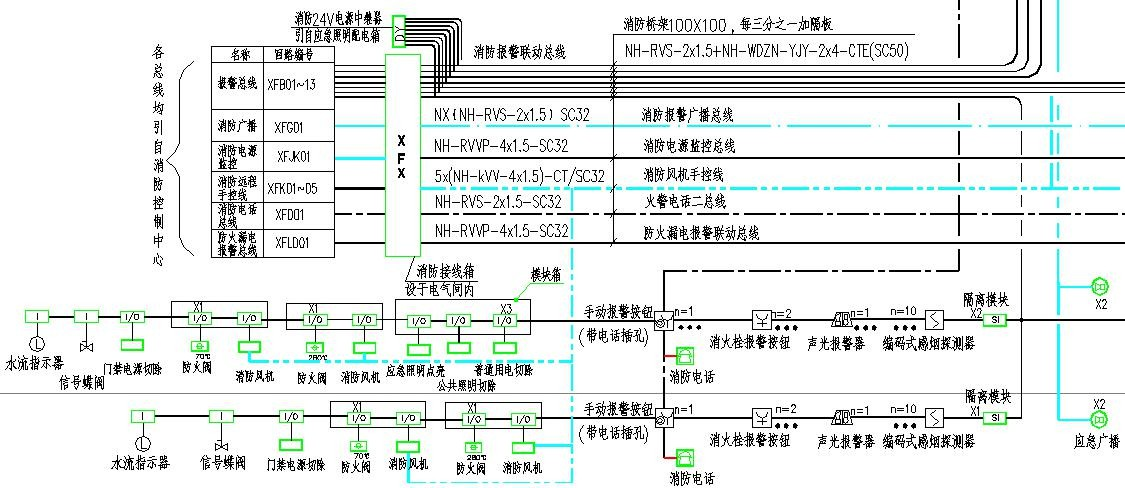 消防24V电源中继器
引自应急照明配电箱
各总线均引自消防控制中心
名称 回路编号
报警总线 XFB01~13
消防广播 XFG01
消防电源监控 XFJK01
消防远程手控线 XFK01~05
消防电话总线 XFD01
防火漏电报警总线 XFLD01
XFX
消防报警联动总线
消防桥架100X100，每三分之一加隔板
NH-RVS-2x1.5+NH-WDZN-YJY-2x4-CTE(SC50)
NX(NH-RVS-2x1.5) SC32 消防报警广播总线
NH-RVVP-4x1.5-SC32 消防电源监控总线
5x(NH-kVV-4x1.5)-CT/SC32 消防风机手控线
NH-RVS-2x1.5-SC32 火警电话二总线
NH-RVVP-4x1.5-SC32 防火漏电报警联动总线
消防接线箱
设于电气间内
模块箱
X1 X1 X3
I I I/O I/O I/O I/O I/O I/O I/O I/O
70℃ 280℃
水流指示器 信号蝶阀 门禁电源切除 防火阀 消防风机 防火阀 消防风机 应急照明点亮 公共照明切除 普通用电切除
手动报警按钮
(带电话插孔)
n=1 n=2 n=1 n=10
消防电话
消火栓报警按钮 声光报警器 编码式感烟探测器
隔离模块
X2 SI
X2
X1 X1
I I I/O I/O I/O I/O I/O
70℃ 280℃
水流指示器 信号蝶阀 门禁电源切除 防火阀 消防风机 防火阀 消防风机
手动报警按钮
(带电话插孔)
n=1 n=2 n=1 n=10
消防电话
消火栓报警按钮 声光报警器 编码式感烟探测器
隔离模块
X1 SI
X2
应急广播